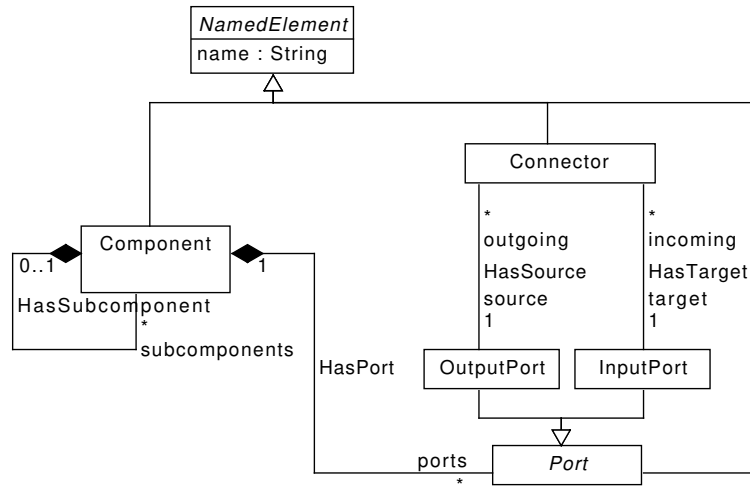 NamedElement
name : String
Connector
Component
0..1
1
HasSubcomponent
*
subcomponents
*
outgoing
HasSource
source
1
*
incoming
HasTarget
target
1
HasPort
OutputPort
InputPort
ports
*
Port